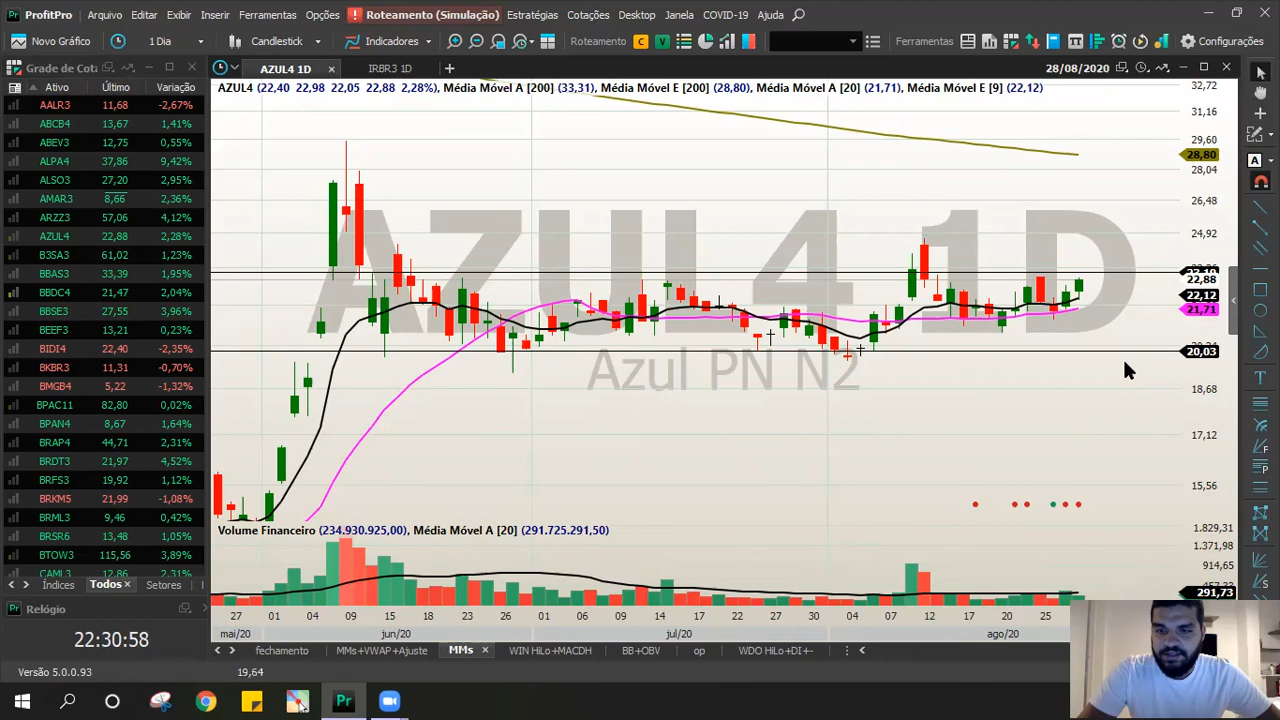 ProfitPro Arquivo Editar Exibir Inserir Ferramentas Opções ! Roteamento (Simulação) Estratégias Cotações Desktop Janela COVID-19 Ajuda
Novo Gráfico 1 Dia Candlestick Indicadores Roteamento C V Ferramentas Configurações
Grade de Cota AZUL4 1D × IRBR3 1D + 28/08/2020
Ativo Último Variação
AALR3 11,68 -2,67%
ABCB4 13,67 1,41%
ABEV3 12,75 0,55%
ALPA4 37,86 9,42%
ALSO3 27,20 2,95%
AMAR3 8,66 2,36%
ARZZ3 57,06 4,12%
AZUL4 22,88 2,28%
B3SA3 61,02 1,23%
BBAS3 33,39 1,95%
BBDC4 21,47 2,04%
BBSE3 27,55 3,96%
BEEF3 13,21 0,23%
BIDI4 22,40 -2,35%
BKBR3 11,31 -0,70%
BMGB4 5,22 -1,32%
BPAC11 82,80 0,02%
BPAN4 8,67 1,64%
BRAP4 44,71 2,31%
BRDT3 21,97 4,52%
BRFS3 19,92 1,12%
BRKM5 21,99 -1,08%
BRML3 9,46 0,42%
BRSR6 13,48 1,05%
BTOW3 115,56 3,89%
CAML3 12,86 2,31%
Índices Todos × Setores
Relógio
22:30:58
Versão 5.0.0.93 19,64
AZUL4 (22,40 22,98 22,05 22,88 2,28%), Média Móvel A [200] (33,31), Média Móvel E [200] (28,80), Média Móvel A [20] (21,71), Média Móvel E [9] (22,12)
AZUL4 1D
Azul PN N2
32,72
31,16
29,60
28,80
28,04
26,48
24,92
22,88
22,12
21,71
20,03
18,68
17,12
15,56
Volume Financeiro (234.930.925,00), Média Móvel A [20] (291.725.291,50)
1.829,31
1.371,98
914,65
291,73
27 01 04 09 15 18 23 26 01 06 09 14 17 22 27 30 04 07 12 17 20 25
mai/20 jun/20 jul/20 ago/20
fechamento MMs+VWAP+Ajuste MMs × WIN HiLo+MACDH BB+OBV op WDO HiLo+DI+-
Pr